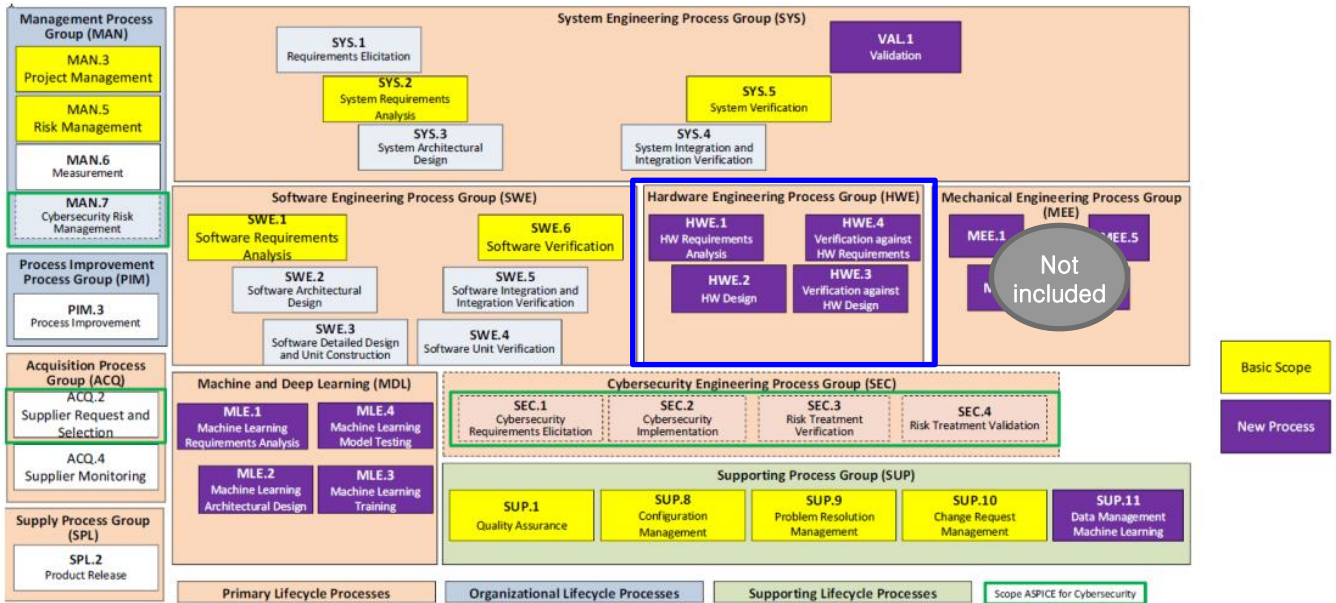 Management Process
Group (MAN)
MAN.3
Project Management
MAN.5
Risk Management
MAN.6
Measurement
MAN.7
Cybersecurity Risk
Management
Process Improvement
Process Group (PIM)
PIM.3
Process Improvement
Acquisition Process
Group (ACQ)
ACQ.2
Supplier Request and
Selection
ACQ.4
Supplier Monitoring
Supply Process Group
(SPL)
SPL.2
Product Release
System Engineering Process Group (SYS)
SYS.1
Requirements Elicitation
VAL.1
Validation
SYS.2
System Requirements
Analysis
SYS.5
System Verification
SYS.3
System Architectural
Design
SYS.4
System Integration and
Integration Verification
Software Engineering Process Group (SWE)
SWE.1
Software Requirements
Analysis
SWE.6
Software Verification
SWE.2
Software Architectural
Design
SWE.5
Software Integration and
Integration Verification
SWE.3
Software Detailed Design
and Unit Construction
SWE.4
Software Unit Verification
Hardware Engineering Process Group (HWE)
HWE.1
HW Requirements
Analysis
HWE.4
Verification against
HW Requirements
HWE.2
HW Design
HWE.3
Verification against
HW Design
Mechanical Engineering Process Group
(MEE)
MEE.1
MEE.5
Not
included
Machine and Deep Learning (MDL)
MLE.1
Machine Learning
Requirements Analysis
MLE.4
Machine Learning
Model Testing
MLE.2
Machine Learning
Architectural Design
MLE.3
Machine Learning
Training
Cybersecurity Engineering Process Group (SEC)
SEC.1
Cybersecurity
Requirements Elicitation
SEC.2
Cybersecurity
Implementation
SEC.3
Risk Treatment
Verification
SEC.4
Risk Treatment Validation
Supporting Process Group (SUP)
SUP.1
Quality Assurance
SUP.8
Configuration
Management
SUP.9
Problem Resolution
Management
SUP.10
Change Request
Management
SUP.11
Data Management
Machine Learning
Basic Scope
New Process
Primary Lifecycle Processes
Organizational Lifecycle Processes
Supporting Lifecycle Processes
Scope ASPICE for Cybersecurity